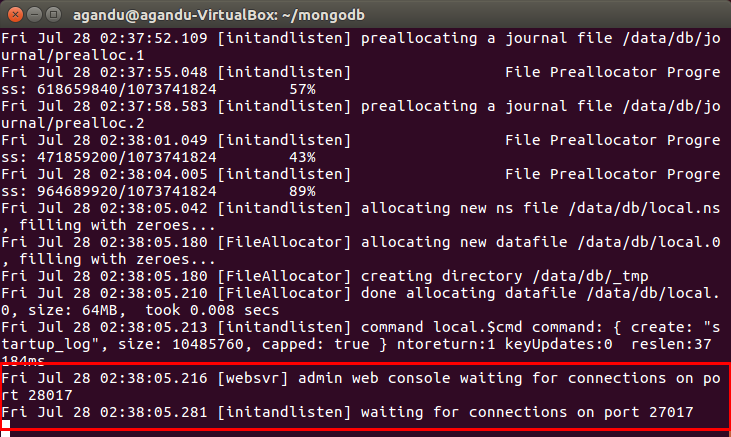 agandu@agandu-VirtualBox: ~/mongodb
Fri Jul 28 02:37:52.109 [initandlisten] preallocating a journal file /data/db/jo
urnal/prealloc.1
Fri Jul 28 02:37:55.048 [initandlisten]                 File Preallocator Progre
ss: 618659840/1073741824        57%
Fri Jul 28 02:37:58.583 [initandlisten] preallocating a journal file /data/db/jo
urnal/prealloc.2
Fri Jul 28 02:38:01.049 [initandlisten]                 File Preallocator Progre
ss: 471859200/1073741824        43%
Fri Jul 28 02:38:04.005 [initandlisten]                 File Preallocator Progre
ss: 964689920/1073741824        89%
Fri Jul 28 02:38:05.042 [initandlisten] allocating new ns file /data/db/local.ns
, filling with zeroes...
Fri Jul 28 02:38:05.180 [FileAllocator] allocating new datafile /data/db/local.0
, filling with zeroes...
Fri Jul 28 02:38:05.180 [FileAllocator] creating directory /data/db/_tmp
Fri Jul 28 02:38:05.210 [FileAllocator] done allocating datafile /data/db/local.
0, size: 64MB,  took 0.008 secs
Fri Jul 28 02:38:05.213 [initandlisten] command local.$cmd command: { create: "s
tartup_log", size: 10485760, capped: true } ntoreturn:1 keyUpdates:0  reslen:37
184ms
Fri Jul 28 02:38:05.216 [websvr] admin web console waiting for connections on po
rt 28017
Fri Jul 28 02:38:05.281 [initandlisten] waiting for connections on port 27017